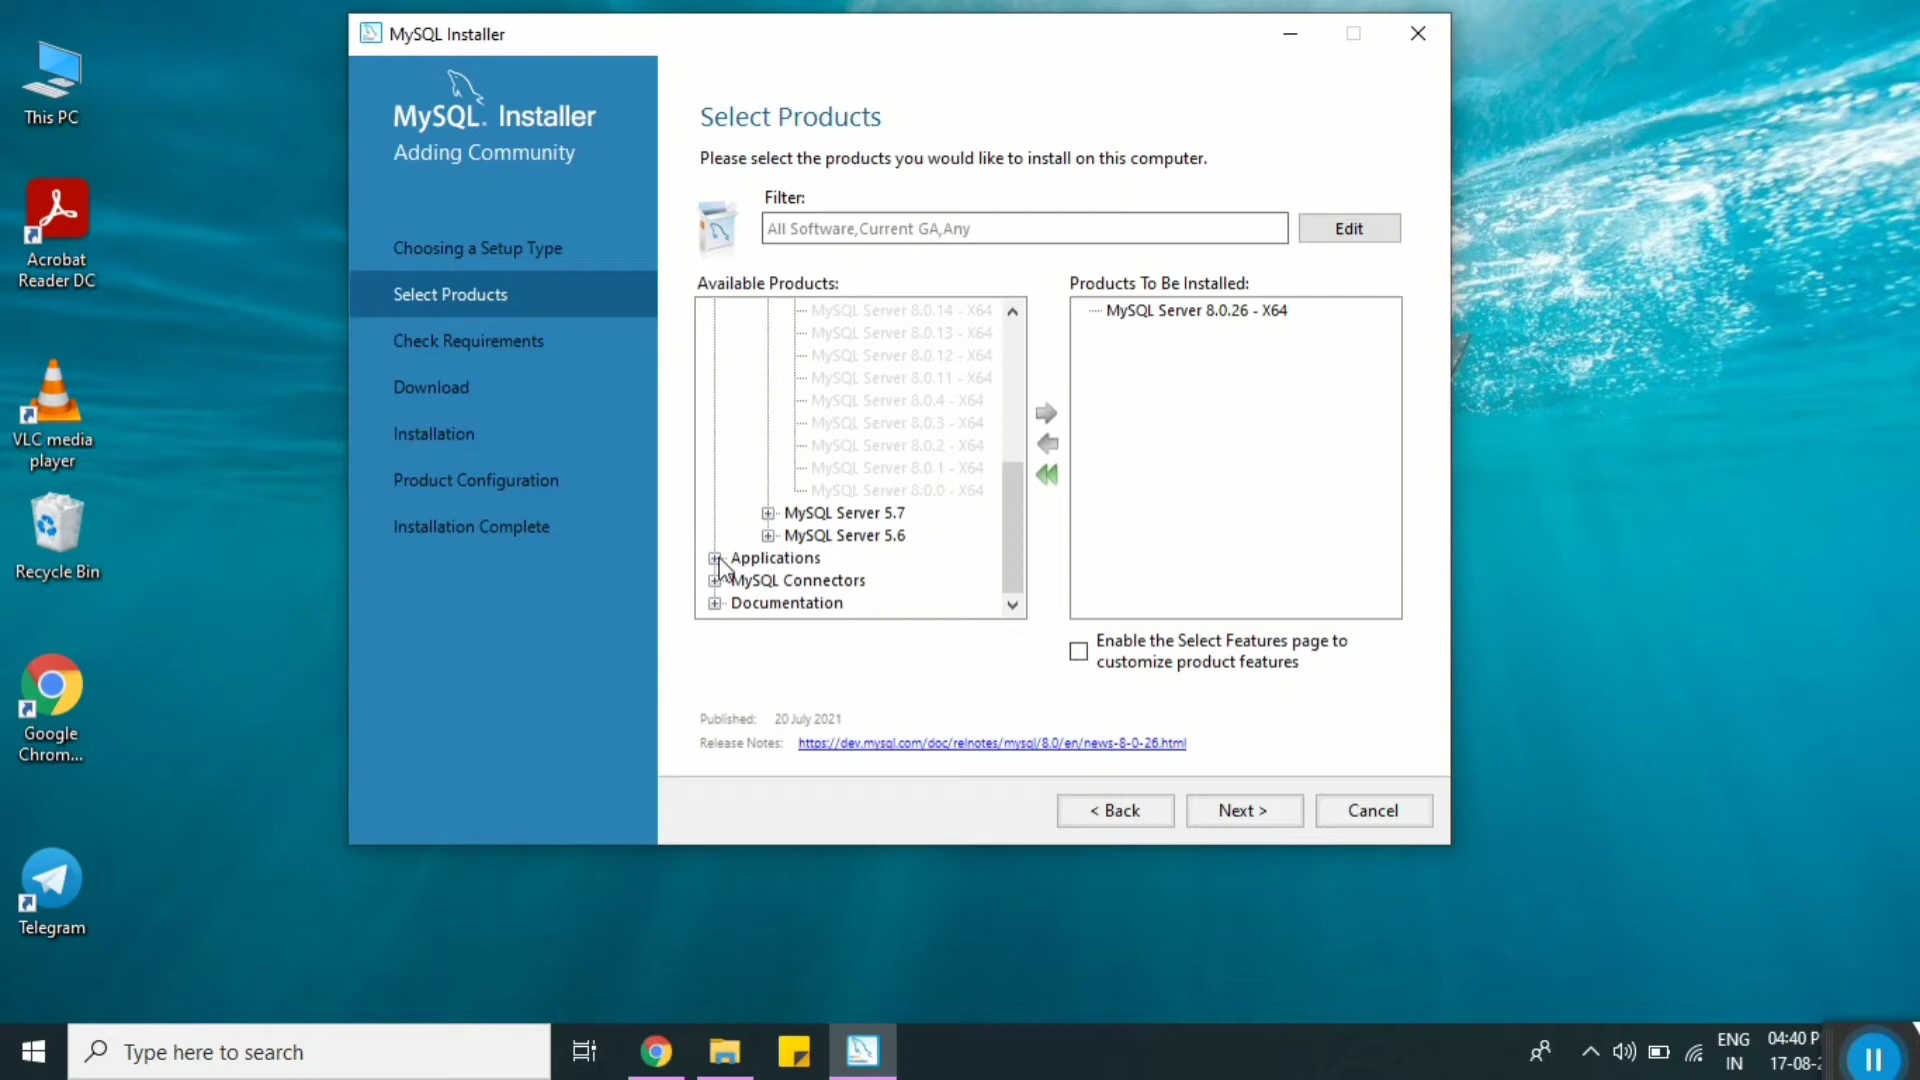 This PC
Acrobat
Reader DC
VLC media
player
Recycle Bin
Google
Chrom...
Telegram
MySQL Installer
MySQL. Installer
Adding Community
Choosing a Setup Type
Select Products
Check Requirements
Download
Installation
Product Configuration
Installation Complete
Select Products
Please select the products you would like to install on this computer.
Filter:
All Software,Current GA,Any
Edit
Available Products:
MySQL Server 8.0.14 - X64
MySQL Server 8.0.13 - X64
MySQL Server 8.0.12 - X64
MySQL Server 8.0.11 - X64
MySQL Server 8.0.4 - X64
MySQL Server 8.0.3 - X64
MySQL Server 8.0.2 - X64
MySQL Server 8.0.1 - X64
MySQL Server 8.0.0 - X64
MySQL Server 5.7
MySQL Server 5.6
Applications
MySQL Connectors
Documentation
Products To Be Installed:
MySQL Server 8.0.26 - X64
Enable the Select Features page to
customize product features
Published: 20 July 2021
Release Notes: https://dev.mysql.com/doc/relnotes/mysql/8.0/en/news-8-0-26.html
< Back
Next >
Cancel
Type here to search
ENG
IN
04:40 P
17-08-2